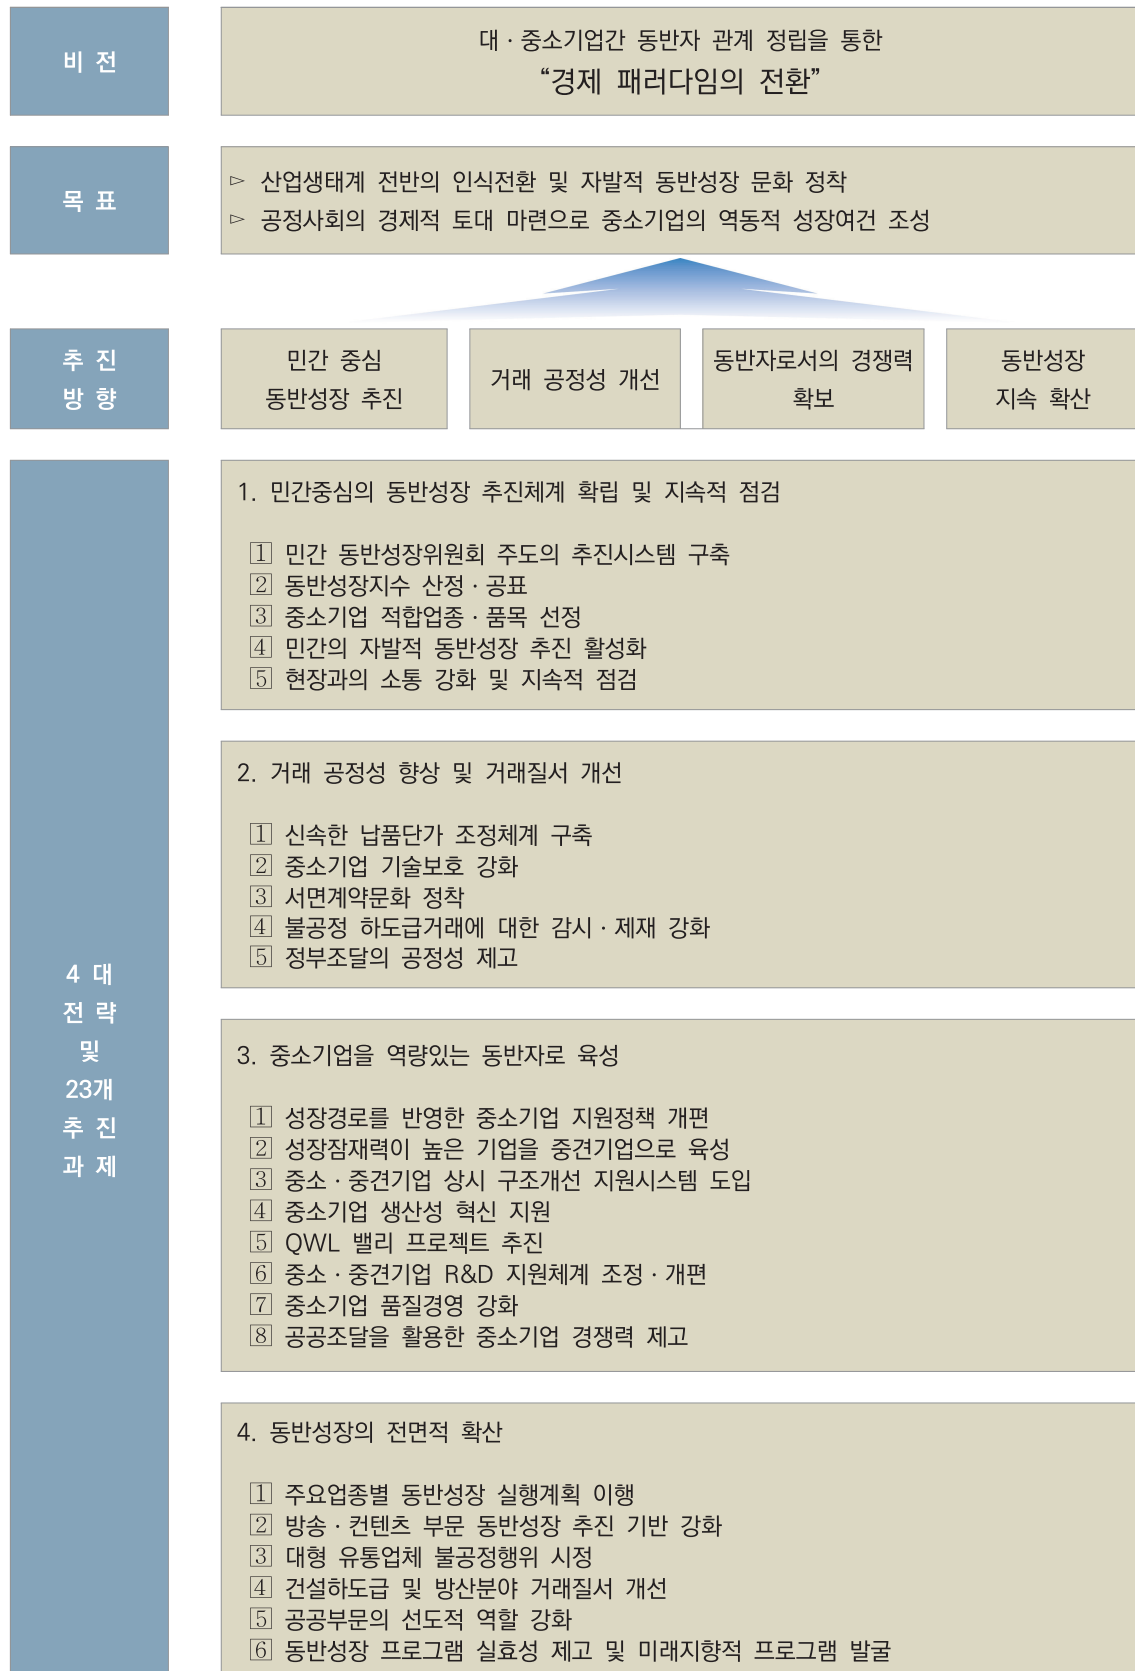 비 전
대 · 중소기업간 동반자 관계 정립을 통한
“경제 패러다임의 전환”
목 표
▻ 산업생태계 전반의 인식전환 및 자발적 동반성장 문화 정착
▻ 공정사회의 경제적 토대 마련으로 중소기업의 역동적 성장여건 조성
추 진
방 향
민간 중심
동반성장 추진
거래 공정성 개선
동반자로서의 경쟁력
확보
동반성장
지속 확산
4 대
전 략
및
23개
추 진
과 제
1. 민간중심의 동반성장 추진체계 확립 및 지속적 점검
1 민간 동반성장위원회 주도의 추진시스템 구축
2 동반성장지수 산정 · 공표
3 중소기업 적합업종 · 품목 선정
4 민간의 자발적 동반성장 추진 활성화
5 현장과의 소통 강화 및 지속적 점검
2. 거래 공정성 향상 및 거래질서 개선
1 신속한 납품단가 조정체계 구축
2 중소기업 기술보호 강화
3 서면계약문화 정착
4 불공정 하도급거래에 대한 감시 · 제재 강화
5 정부조달의 공정성 제고
3. 중소기업을 역량있는 동반자로 육성
1 성장경로를 반영한 중소기업 지원정책 개편
2 성장잠재력이 높은 기업을 중견기업으로 육성
3 중소 · 중견기업 상시 구조개선 지원시스템 도입
4 중소기업 생산성 혁신 지원
5 QWL 밸리 프로젝트 추진
6 중소 · 중견기업 R&D 지원체계 조정 · 개편
7 중소기업 품질경영 강화
8 공공조달을 활용한 중소기업 경쟁력 제고
4. 동반성장의 전면적 확산
1 주요업종별 동반성장 실행계획 이행
2 방송 · 컨텐츠 부문 동반성장 추진 기반 강화
3 대형 유통업체 불공정행위 시정
4 건설하도급 및 방산분야 거래질서 개선
5 공공부문의 선도적 역할 강화
6 동반성장 프로그램 실효성 제고 및 미래지향적 프로그램 발굴